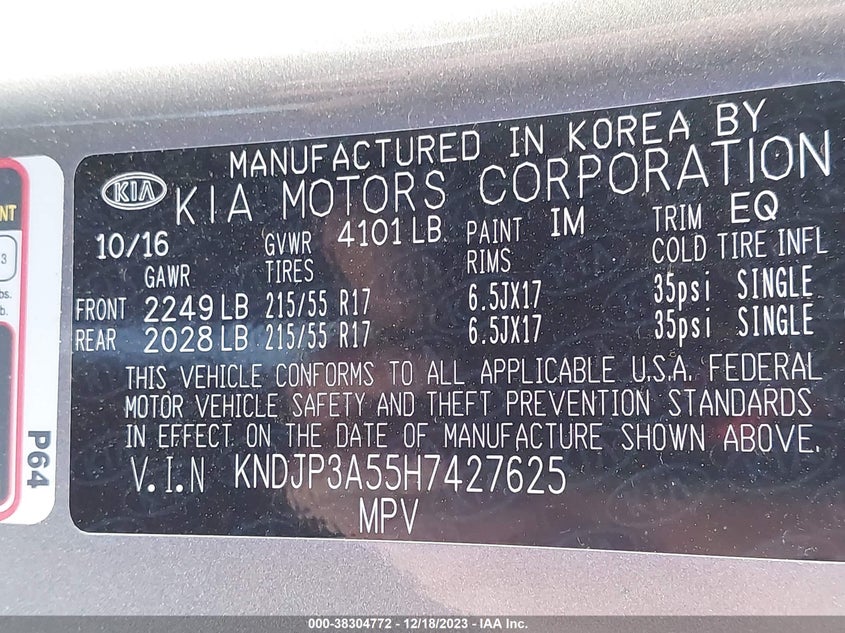 MANUFACTURED IN KOREA BY
KIA KIA MOTORS CORPORATION
10/16 GVWR 4101 LB PAINT IM TRIM EQ
GAWR TIRES RIMS COLD TIRE INFL
FRONT 2249 LB 215/55 R17 6.5JX17 35psi SINGLE
REAR 2028 LB 215/55 R17 6.5JX17 35psi SINGLE
THIS VEHICLE CONFORMS TO ALL APPLICABLE U.S.A. FEDERAL
MOTOR VEHICLE SAFETY AND THEFT PREVENTION STANDARDS
IN EFFECT ON THE DATE OF MANUFACTURE SHOWN ABOVE.
V.I.N KNDJP3A55H7427625
MPV
NT
3
bs.
b.
P64
000-38304772 - 12/18/2023 - IAA Inc.